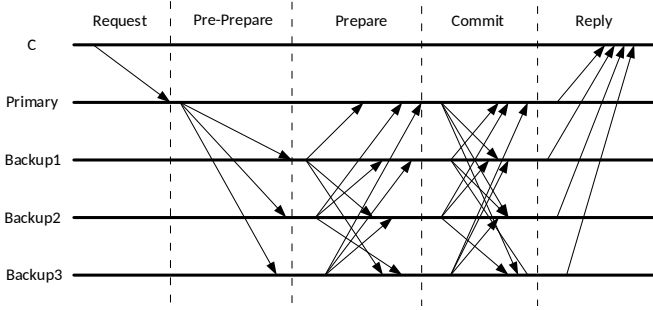 Request Pre-Prepare Prepare Commit Reply
C
Primary
Backup1
Backup2
Backup3